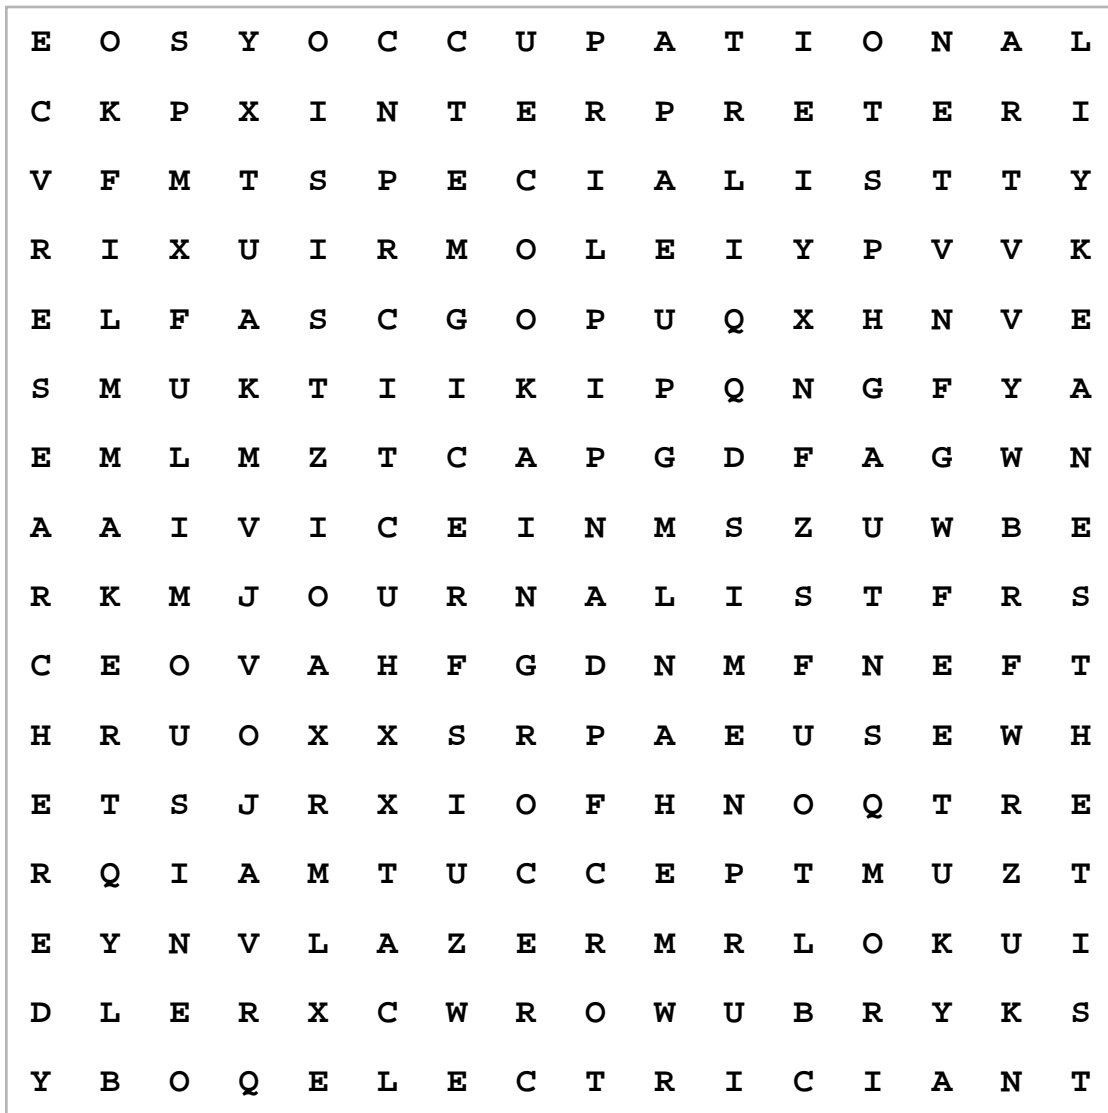 E O S Y O C C U P A T I O N A L
C K P X I N T E R P R E T E R I
V F M T S P E C I A L I S T T Y
R I X U I R M O L E I Y P V V K
E L F A S C G O P U Q X H N V E
S M U K T I I K I P Q N G F Y A
E M L M Z T C A P G D F A G W N
A A I V I C E I N M S Z U W B E
R K M J O U R N A L I S T F R S
C E O V A H F G D N M F N E F T
H R U O X X S R P A E U S E W H
E T S J R X I O F H N O Q T R E
R Q I A M T U C C E P T M U Z T
E Y N V L A Z E R M R L O K U I
D L E R X C W R O W U B R Y K S
Y B O Q E L E C T R I C I A N T